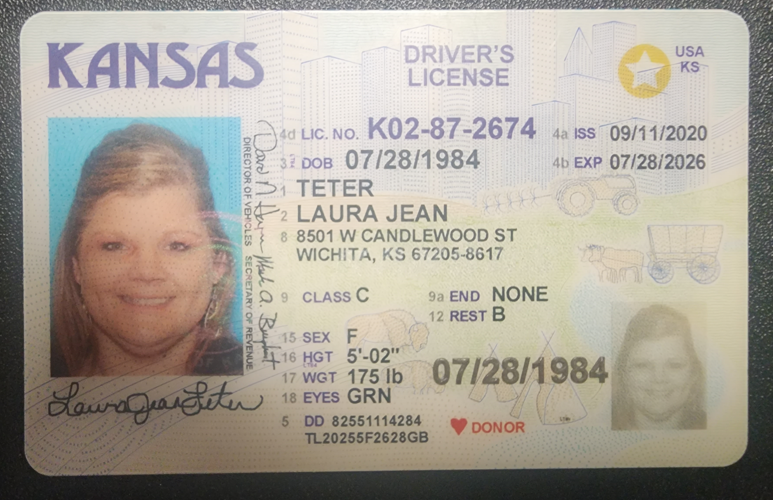 KANSAS
DRIVER'S
LICENSE
USA
KS
4d LIC. NO. K02-87-2674
4a ISS 09/11/2020
3 DOB 07/28/1984
4b EXP 07/28/2026
1 TETER
2 LAURA JEAN
8 8501 W CANDLEWOOD ST
WICHITA, KS 67205-8617
9 CLASS C
9a END NONE
12 REST B
15 SEX F
16 HGT 5'-02"
17 WGT 175 lb
18 EYES GRN
07/28/1984
5 DD 82551114284
TL20255F2628GB
DONOR
DIRECTOR OF VEHICLES SECRETARY OF REVENUE
Laura Jean Teter